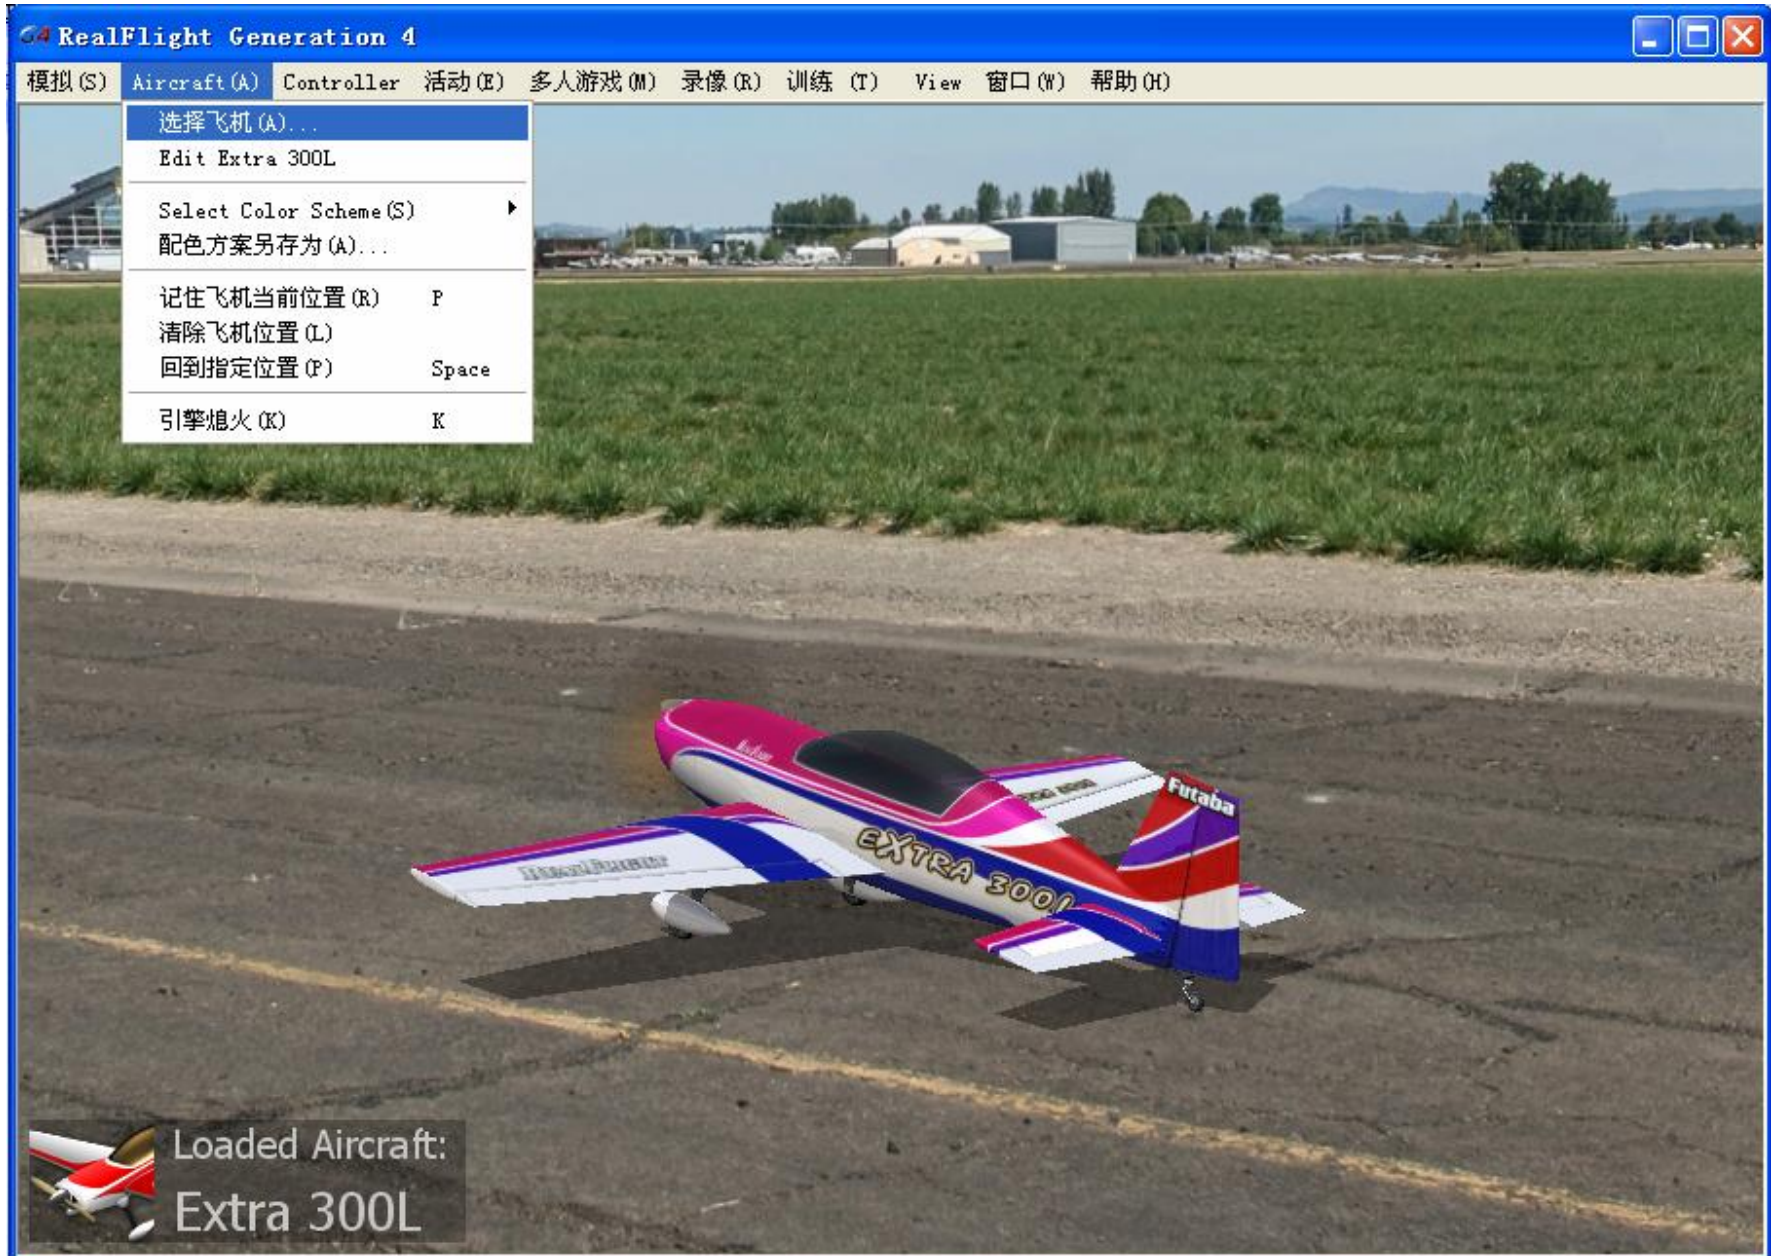 G4 RealFlight Generation 4
模拟(S) Aircraft(A) Controller 活动(E) 多人游戏(M) 录像(R) 训练 (T) View 窗口(W) 帮助(H)
选择飞机(A)...
Edit Extra 300L
Select Color Scheme(S)
配色方案另存为(A)...
记住飞机当前位置(R) P
清除飞机位置(L)
回到指定位置(P) Space
引擎熄火(K) K
Futaba
EXTRA 300L
Loaded Aircraft:
Extra 300L